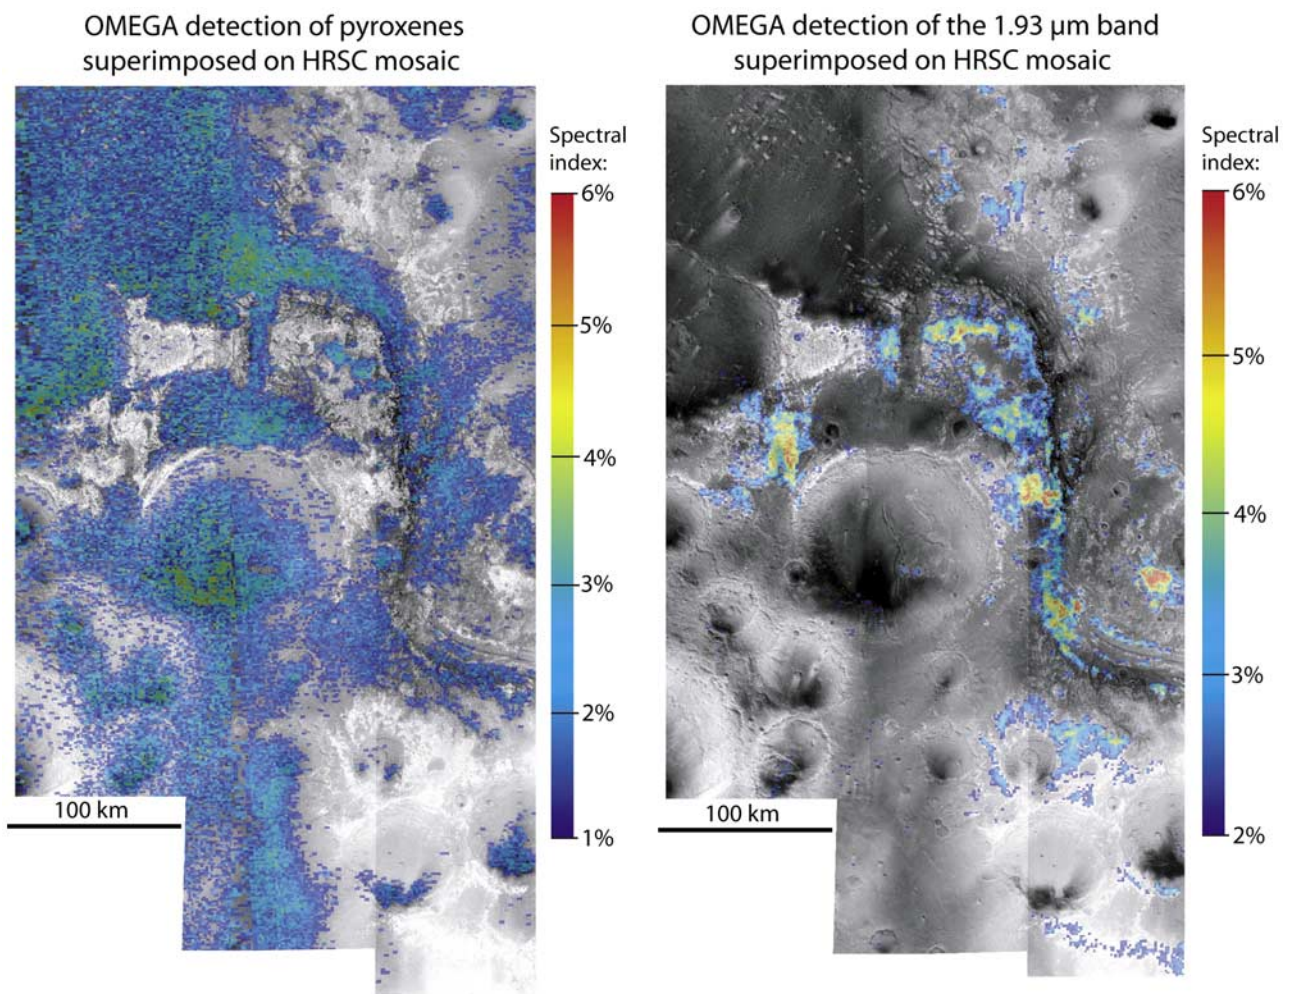 OMEGA detection of pyroxenes
superimposed on HRSC mosaic
Spectral
index:
6%
5%
4%
3%
2%
1%
100 km
OMEGA detection of the 1.93 µm band
superimposed on HRSC mosaic
Spectral
index:
6%
5%
4%
3%
2%
100 km